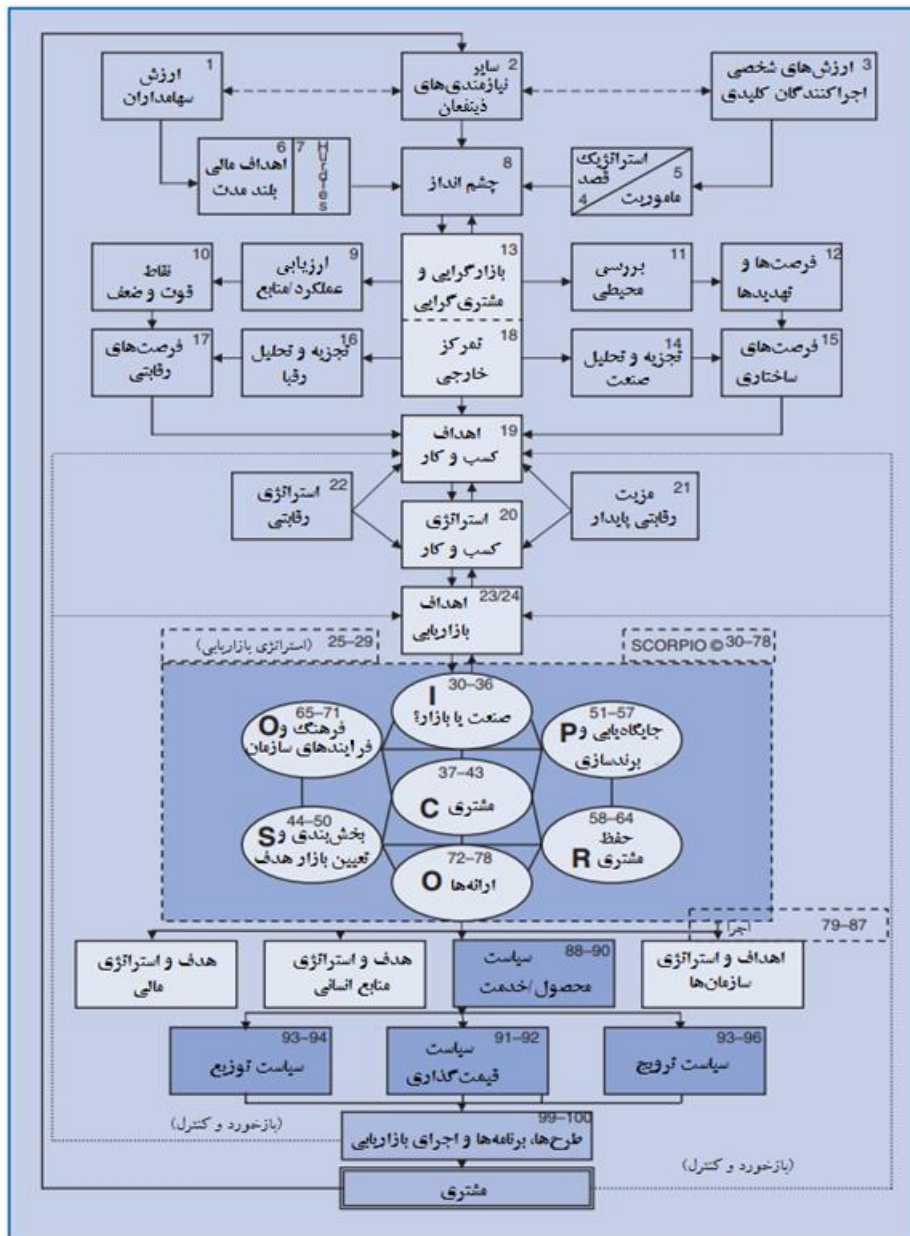 1 ارزش
سهامداران
2 سایر
نیازمندی‌های
ذینفعان
3 ارزش‌های شخصی
اجراکنندگان کلیدی
6 اهداف مالی
بلند مدت
7 Hurdles
8
چشم انداز
استراتژیک
قصد
4
5
ماموریت
10
نقاط
قوت و ضعف
9
ارزیابی
عملکرد/منابع
13
بازارگرایی و
مشتری‌گرایی
11
بررسی
محیطی
12
فرصت‌ها و
تهدیدها
17
فرصت‌های
رقابتی
16
تجزیه و تحلیل
رقبا
18
تمرکز
خارجی
14
تجزیه و تحلیل
صنعت
15
فرصت‌های
ساختاری
19
اهداف
کسب و کار
22
استراتژی
رقابتی
21
مزیت
رقابتی پایدار
20
استراتژی
کسب و کار
23/24
اهداف
بازاریابی
(استراتژی بازاریابی) 25–29
SCORPIO © 30–78
30–36
I
صنعت یا بازار؟
65–71
فرهنگ و O
فرایندهای سازمان
51–57
جایگاه‌یابی و P
برندسازی
37–43
مشتری C
44–50
بخش‌بندی و S
تعیین بازار هدف
58–64
حفظ
مشتری R
72–78
ارائه‌ها O
اجرا 79–87
هدف و استراتژی
مالی
هدف و استراتژی
منابع انسانی
88–90
سیاست
محصول/خدمت
اهداف و استراتژی
سازمان‌ها
93–94
سیاست توزیع
91–92
سیاست
قیمت‌گذاری
93–96
سیاست ترویج
(بازخورد و کنترل)
99–100
طرح‌ها، برنامه‌ها و اجرای بازاریابی
(بازخورد و کنترل)
مشتری